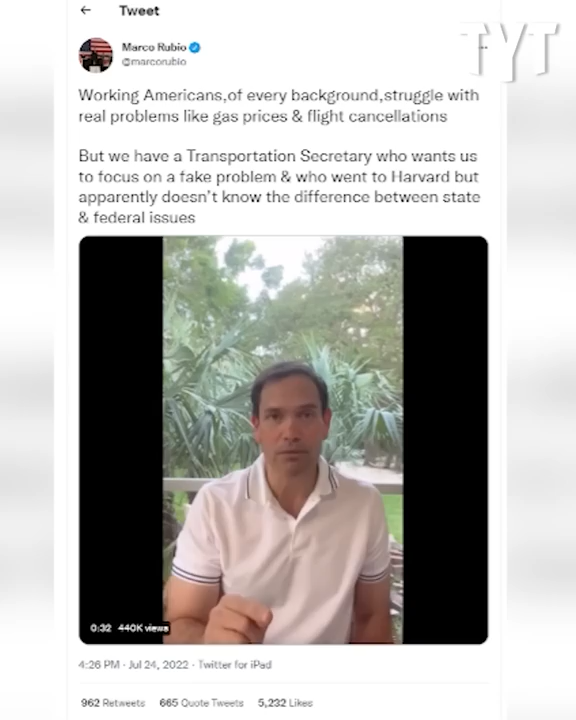 Tweet
TYT
Marco Rubio
@marcorubio
Working Americans,of every background,struggle with
real problems like gas prices & flight cancellations
But we have a Transportation Secretary who wants us
to focus on a fake problem & who went to Harvard but
apparently doesn't know the difference between state
& federal issues
0:32 440K views
4:26 PM · Jul 24, 2022 · Twitter for iPad
962 Retweets 665 Quote Tweets 5,232 Likes